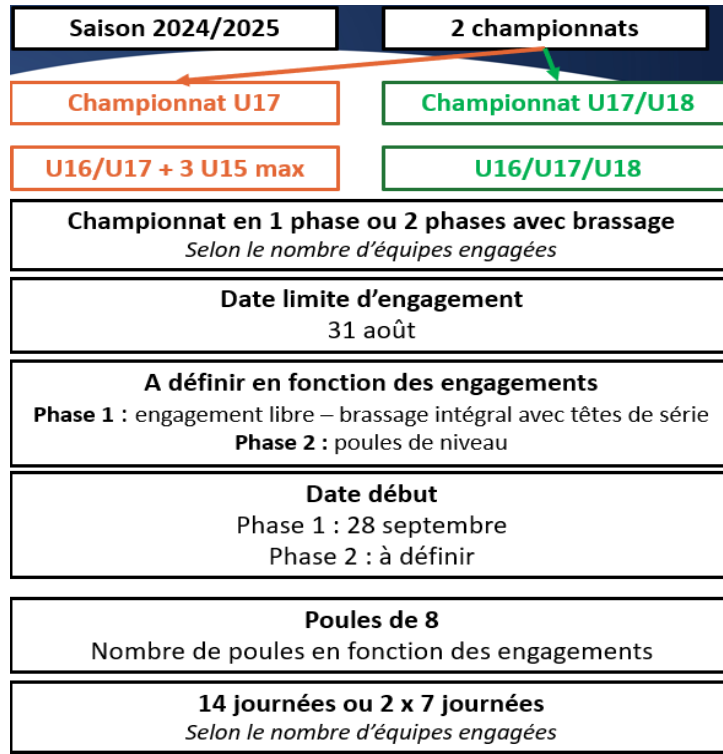 Saison 2024/2025
2 championnats
Championnat U17
Championnat U17/U18
U16/U17 + 3 U15 max
U16/U17/U18
Championnat en 1 phase ou 2 phases avec brassage
Selon le nombre d'équipes engagées
Date limite d'engagement
31 août
A définir en fonction des engagements
Phase 1 : engagement libre – brassage intégral avec têtes de série
Phase 2 : poules de niveau
Date début
Phase 1 : 28 septembre
Phase 2 : à définir
Poules de 8
Nombre de poules en fonction des engagements
14 journées ou 2 x 7 journées
Selon le nombre d'équipes engagées